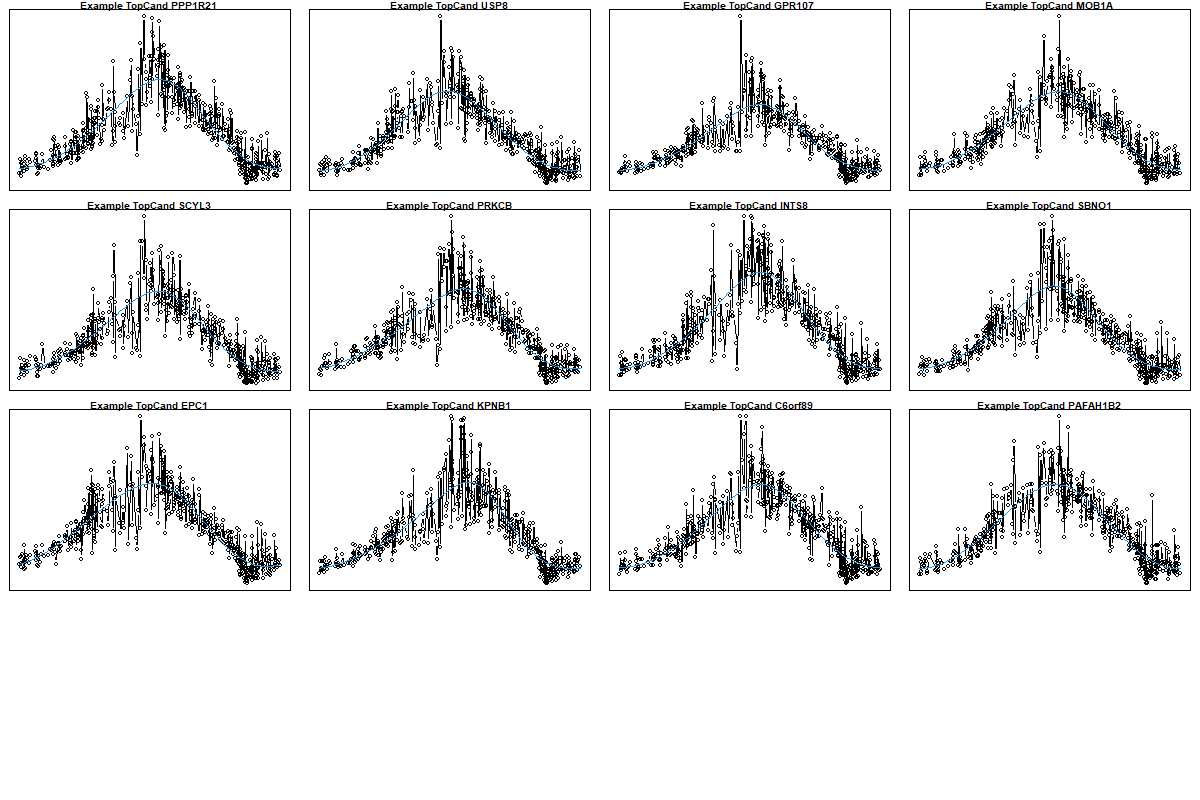 Example TopCand PPP1R21
Example TopCand USP8
Example TopCand GPR107
Example TopCand MOB1A
Example TopCand SCYL3
Example TopCand PRKCB
Example TopCand INTS8
Example TopCand SBNO1
Example TopCand EPC1
Example TopCand KPNB1
Example TopCand C6orf89
Example TopCand PAFAH1B2